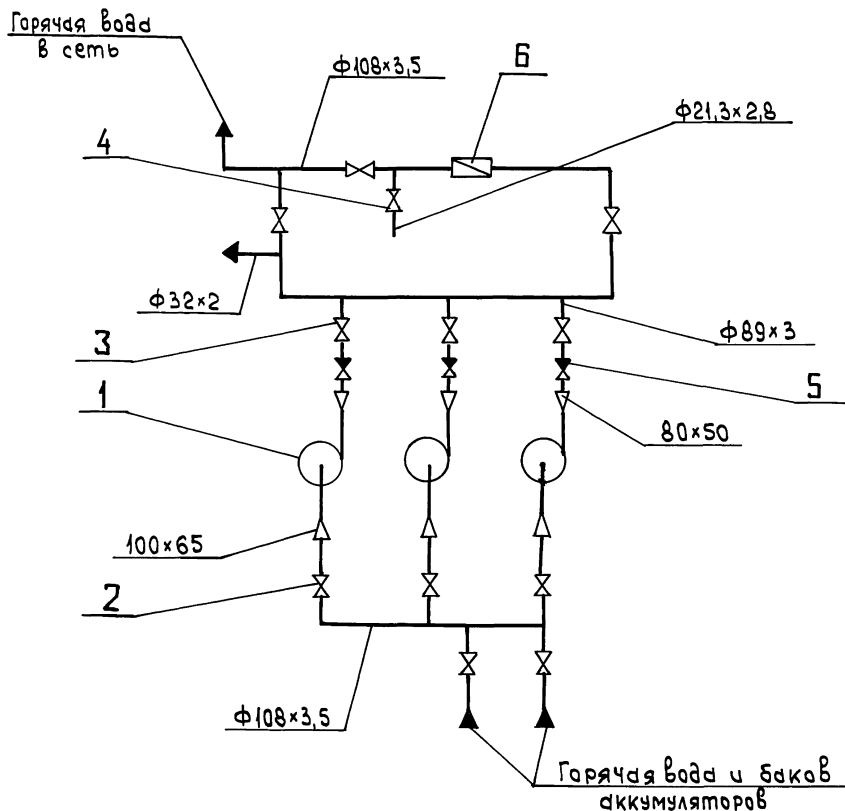 Горячая вода
в сеть
ф108×3,5
6
ф21,3×2,8
4
ф32×2
3
ф89×3
5
1
80×50
100×65
2
ф108×3,5
Горячая вода и баков
аккумуляторов